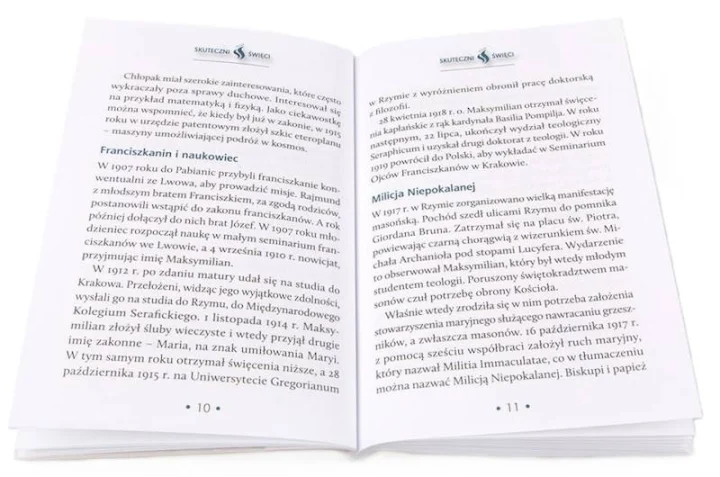 SKUTECZNI ŚWIĘCI
Chłopak miał szerokie zainteresowania, które często
wykraczały poza sprawy duchowe. Interesował się
na przykład matematyką i fizyką. Jako ciekawostkę
można wspomnieć, że kiedy był już w zakonie, w 1915
roku w urzędzie patentowym złożył szkic eteroplanu
– maszyny umożliwiającej podróż w kosmos.
Franciszkanin i naukowiec
W 1907 roku do Pabianic przybyli franciszkanie kon-
wentualni ze Lwowa, aby prowadzić misje. Rajmund
z młodszym bratem Franciszkiem, za zgodą rodziców,
postanowili wstąpić do zakonu franciszkanów. A rok
później dołączył do nich brat Józef. W 1907 roku mło-
dzieniec rozpoczął naukę w małym seminarium fran-
ciszkanów we Lwowie, a 4 września 1910 r. nowicjat,
przyjmując imię Maksymilian.
W 1912 r. po zdaniu matury udał się na studia do
Krakowa. Przełożeni, widząc jego wyjątkowe zdolności,
wysłali go na studia do Rzymu, do Międzynarodowego
Kolegium Serafickiego. 1 listopada 1914 r. Maksy-
milian złożył śluby wieczyste i wtedy przyjął drugie
imię zakonne – Maria, na znak umiłowania Maryi.
W tym samym roku otrzymał święcenia niższe, a 28
października 1915 r. na Uniwersytecie Gregorianum
• 10 •
SKUTECZNI ŚWIĘCI
w Rzymie z wyróżnieniem obronił pracę doktorską
z filozofii.
28 kwietnia 1918 r. o. Maksymilian otrzymał święce-
nia kapłańskie z rąk kardynała Basilia Pompilja. W roku
następnym, 22 lipca, ukończył wydział teologiczny
Seraphicum i uzyskał drugi doktorat z teologii. W roku
1919 powrócił do Polski, aby wykładać w Seminarium
Ojców Franciszkanów w Krakowie.
Milicja Niepokalanej
W 1917 r. w Rzymie zorganizowano wielką manifestację
masońską. Pochód szedł ulicami Rzymu do pomnika
Giordana Bruna. Zatrzymał się na placu św. Piotra,
powiewając czarną chorągwią z wizerunkiem św. Mi-
chała Archanioła pod stopami Lucyfera. Wydarzenie
to obserwował Maksymilian, który był wtedy młodym
studentem teologii. Poruszony świętokradztwem ma-
sonów czuł potrzebę obrony Kościoła.
Właśnie wtedy zrodziła się w nim potrzeba założenia
stowarzyszenia maryjnego służącego nawracaniu grzesz-
ników, a zwłaszcza masonów. 16 października 1917 r.
z pomocą sześciu współbraci założył ruch maryjny,
który nazwał Militia Immaculatae, co w tłumaczeniu
można nazwać Milicją Niepokalanej. Biskupi i papież
• 11 •